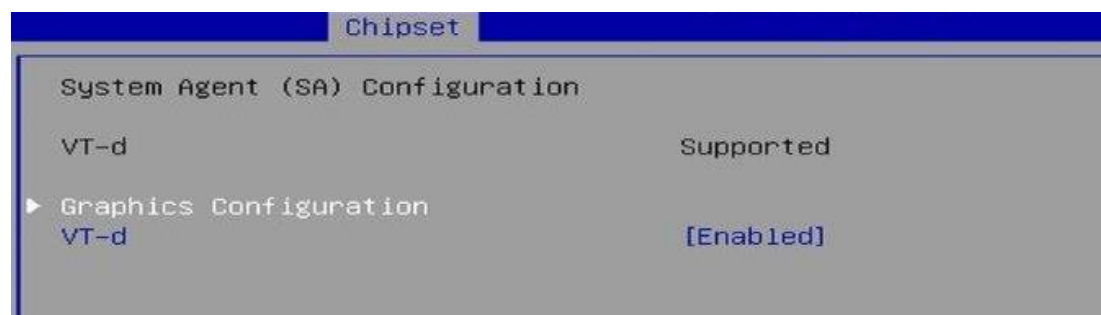 Chipset
System Agent (SA) Configuration
VT-d Supported
Graphics Configuration
VT-d [Enabled]